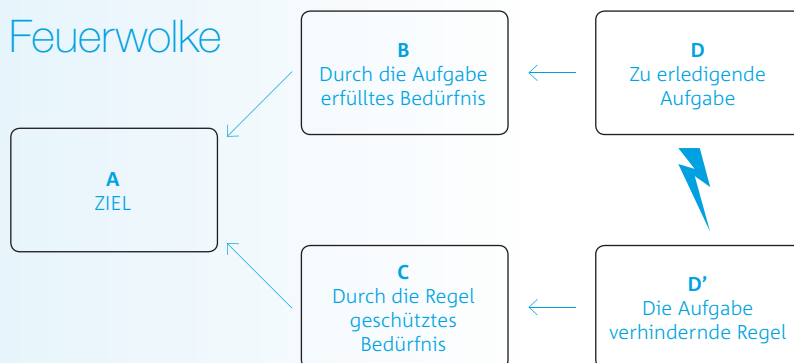 Feuerwolke
B
Durch die Aufgabe
erfülltes Bedürfnis
D
Zu erledigende
Aufgabe
A
ZIEL
C
Durch die Regel
geschütztes
Bedürfnis
D’
Die Aufgabe
verhindernde Regel